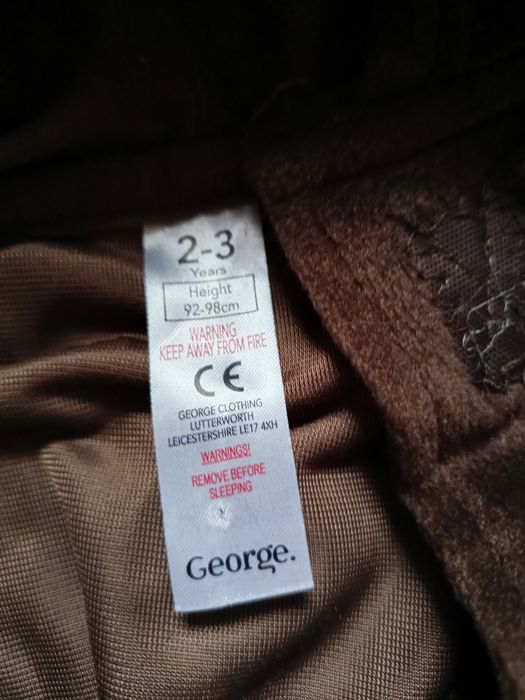 2-3
Years
Height
92-98cm
WARNING
KEEP AWAY FROM FIRE
CE
GEORGE CLOTHING
LUTTERWORTH
LEICESTERSHIRE LE17 4XH
WARNINGS!
REMOVE BEFORE
SLEEPING
George.